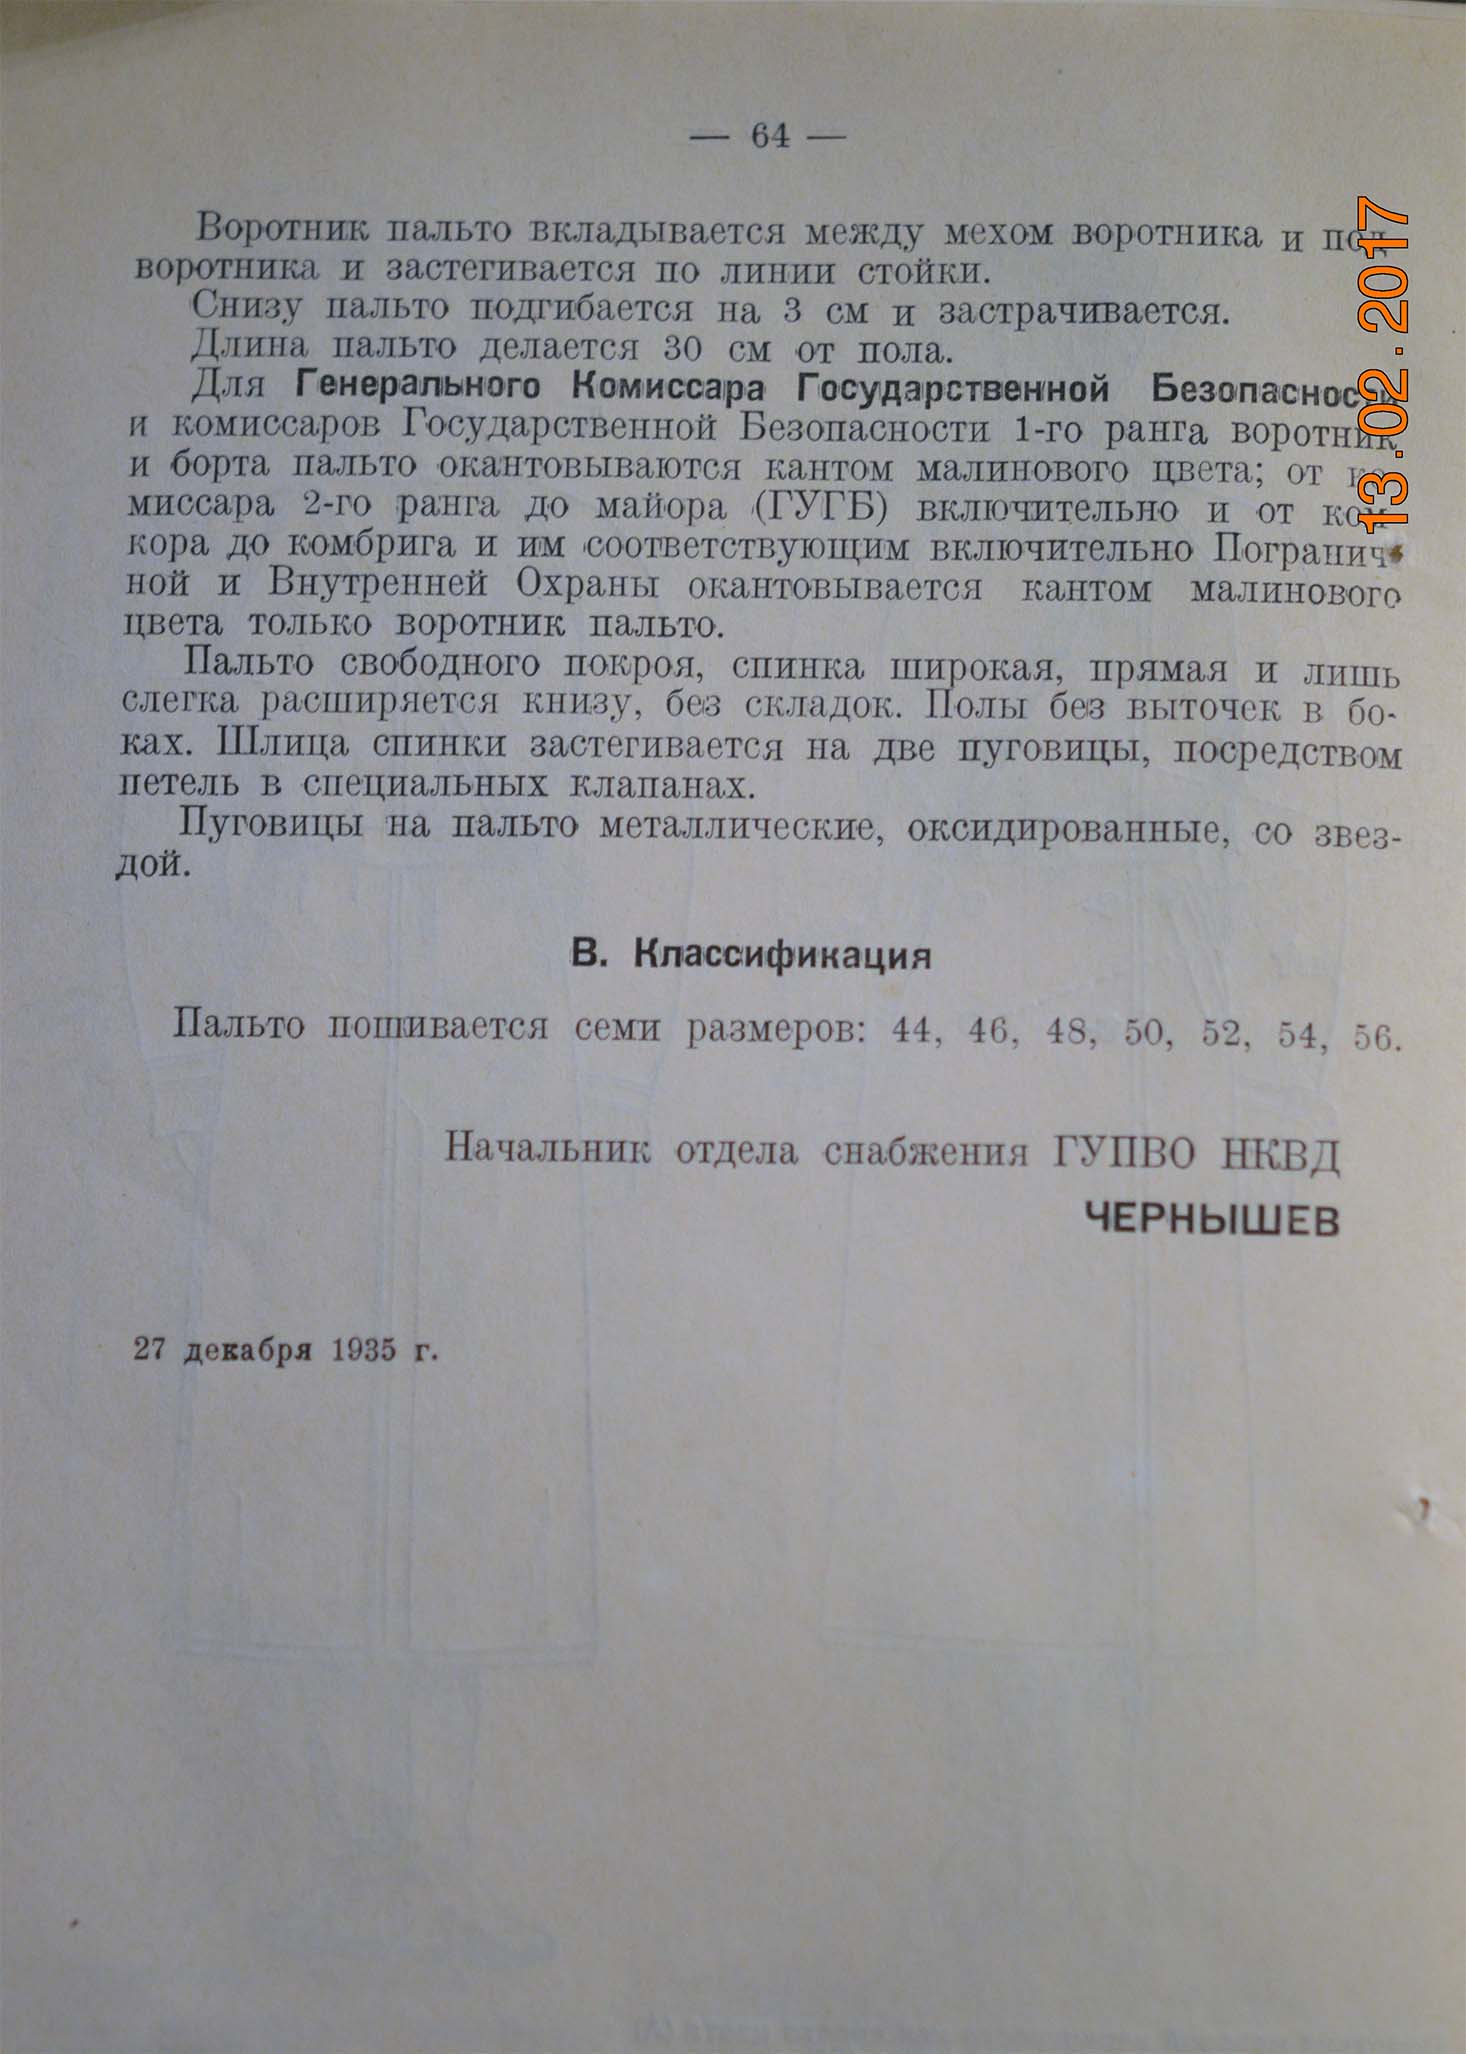 — 64 —
Воротник пальто вкладывается между мехом воротника и под-
воротника и застегивается по линии стойки.
Снизу пальто подгибается на 3 см и застрачивается.
Длина пальто делается 30 см от пола.
Для Генерального Комиссара Государственной Безопасности
и комиссаров Государственной Безопасности 1-го ранга воротник
и борта пальто окантовываются кантом малинового цвета; от ко-
миссара 2-го ранга до майора (ГУГБ) включительно и от ком-
кора до комбрига и им соответствующим включительно Погранич-
ной и Внутренней Охраны окантовывается кантом малинового
цвета только воротник пальто.
Пальто свободного покроя, спинка широкая, прямая и лишь
слегка расширяется книзу, без складок. Полы без выточек в бо-
ках. Шлица спинки застегивается на две пуговицы, посредством
петель в специальных клапанах.
Пуговицы на пальто металлические, оксидированные, со звез-
дой.
В. Классификация
Пальто пошивается семи размеров: 44, 46, 48, 50, 52, 54, 56.
Начальник отдела снабжения ГУПВО НКВД
ЧЕРНЫШЕВ
27 декабря 1935 г.
13.02.2017